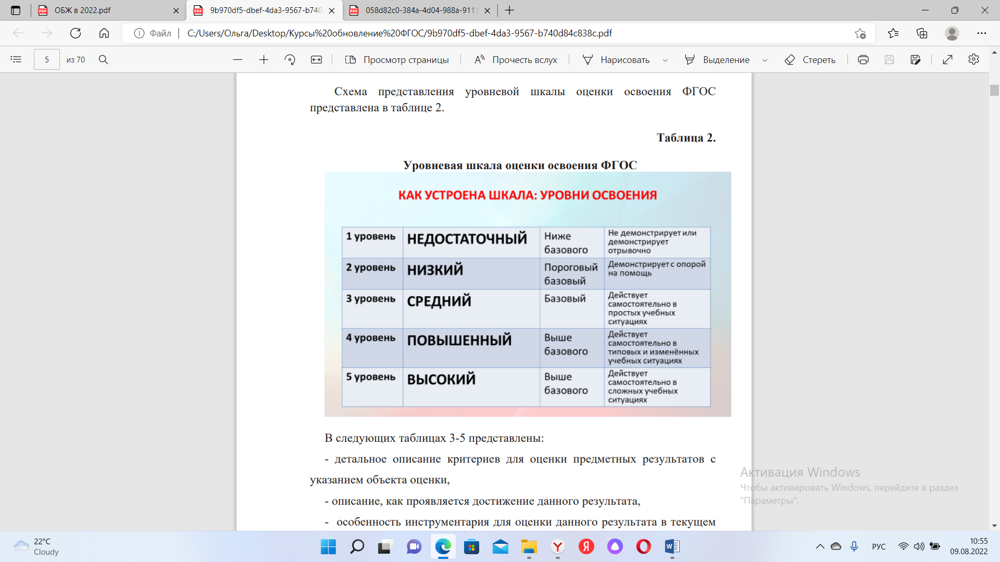 ОБЖ в 2022.pdf
9b970df5-dbef-4da3-9567-b740
058d82c0-384a-4d04-988a-9111
Файл
C:/Users/Ольга/Desktop/Курсы%20обновление%20ФГОС/9b970df5-dbef-4da3-9567-b740d84c838c.pdf
5
из 70
Просмотр страницы
Прочесть вслух
Нарисовать
Выделение
Стереть
Схема представления уровневой шкалы оценки освоения ФГОС
представлена в таблице 2.
Таблица 2.
Уровневая шкала оценки освоения ФГОС
КАК УСТРОЕНА ШКАЛА: УРОВНИ ОСВОЕНИЯ
1 уровень
НЕДОСТАТОЧНЫЙ
Ниже
базового
Не демонстрирует или
демонстрирует
отрывочно
2 уровень
НИЗКИЙ
Пороговый
базовый
Демонстрирует с опорой
на помощь
3 уровень
СРЕДНИЙ
Базовый
Действует
самостоятельно в
простых учебных
ситуациях
4 уровень
ПОВЫШЕННЫЙ
Выше
базового
Действует
самостоятельно в
типовых и изменённых
учебных ситуациях
5 уровень
ВЫСОКИЙ
Выше
базового
Действует
самостоятельно в
сложных учебных
ситуациях
В следующих таблицах 3-5 представлены:
- детальное описание критериев для оценки предметных результатов с
указанием объекта оценки,
- описание, как проявляется достижение данного результата,
- особенность инструментария для оценки данного результата в текущем
Активация Windows
Чтобы активировать Windows, перейдите в раздел
"Параметры".
22°C
Cloudy
РУС
10:55
09.08.2022